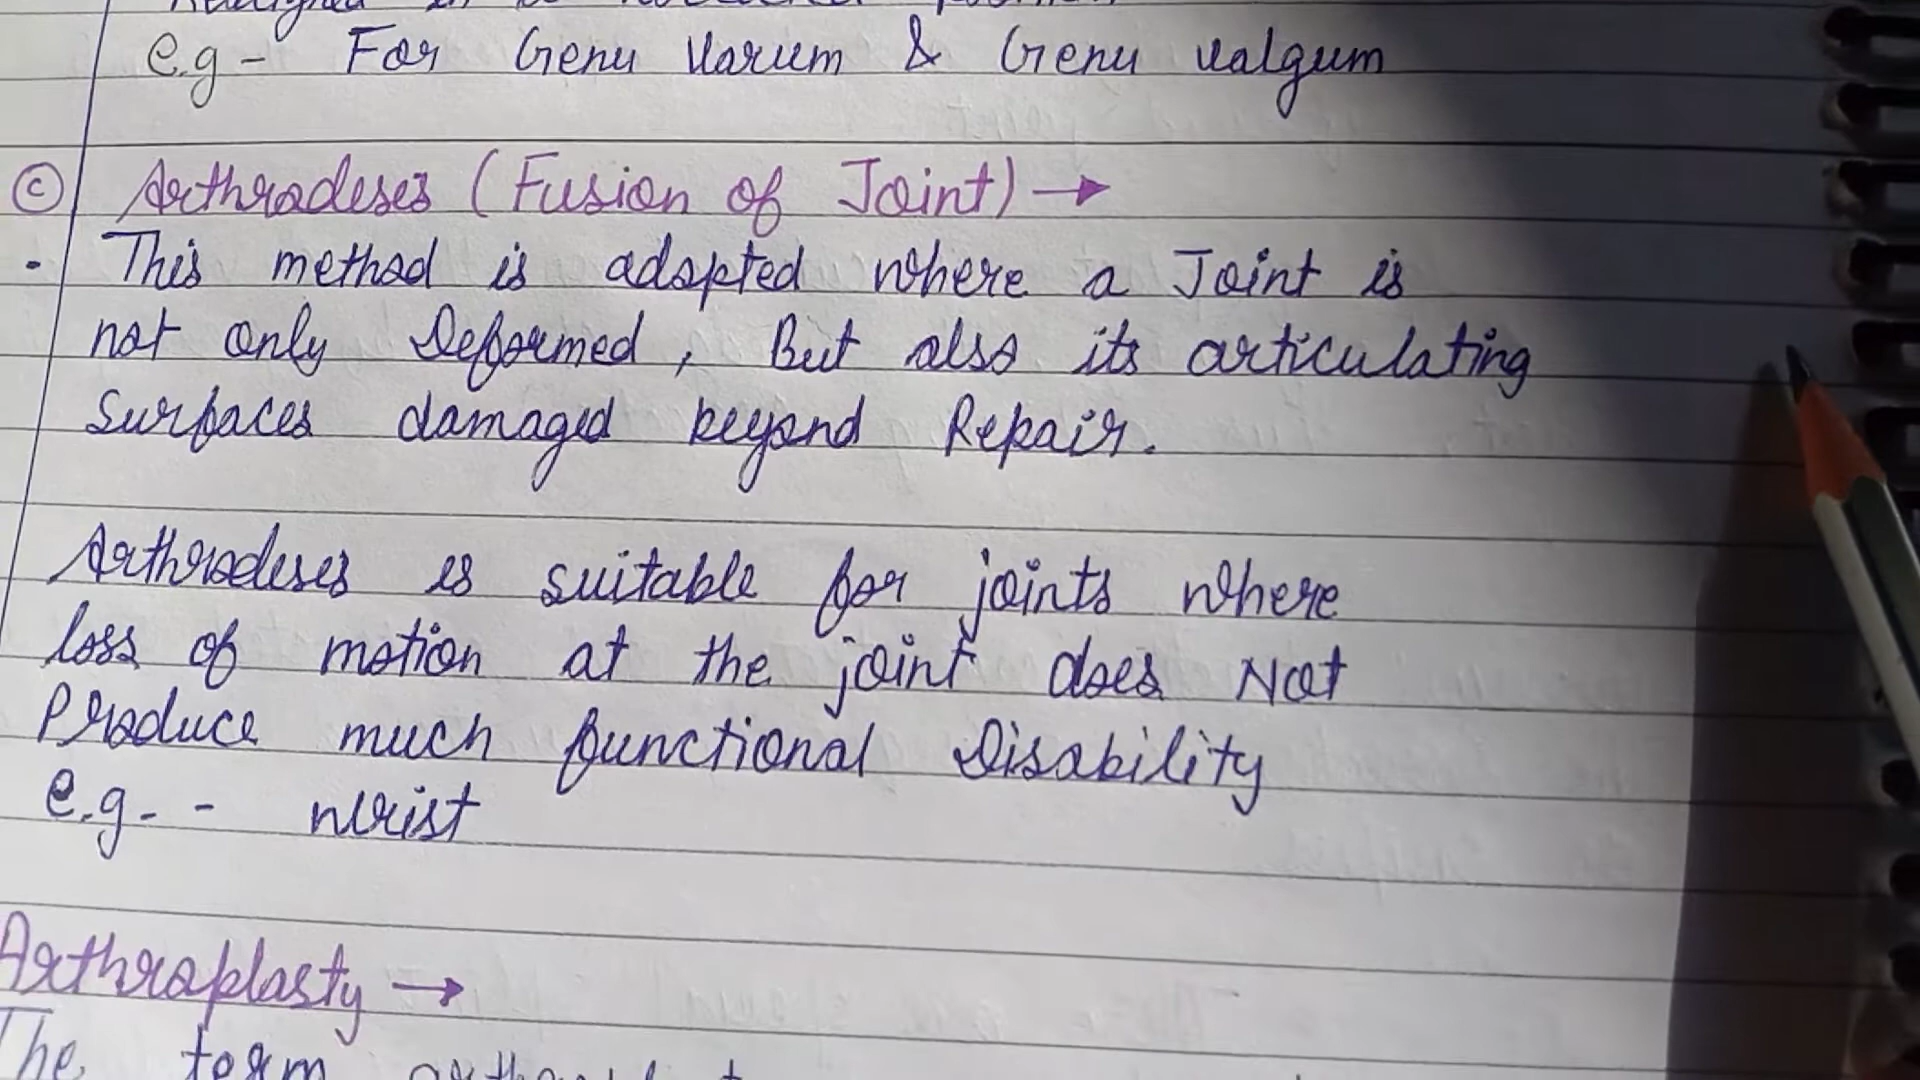 e.g - For Genu Varum & Genu valgum
C Arthrodeses (Fusion of Joint) →
- This method is adopted where a Joint is
not only Deformed, But also its articulating
Surfaces damaged beyond Repair.
Arthrodeses is suitable for joints where
loss of motion at the joint does Not
Produce much functional Disability
e.g. - wrist
Arthroplasty →
The term